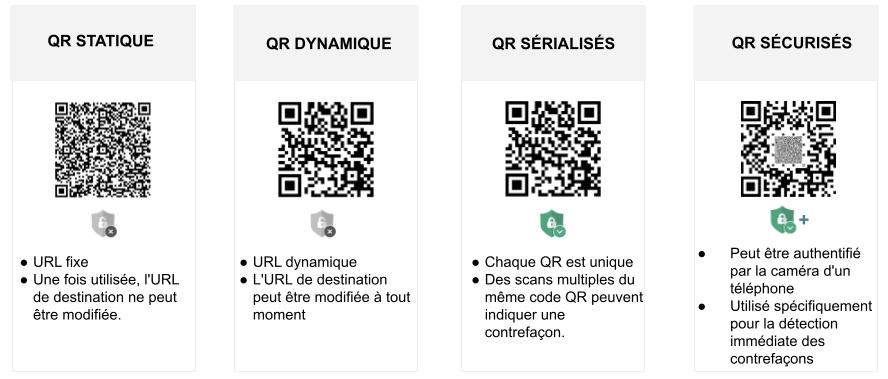 QR STATIQUE
● URL fixe
● Une fois utilisée, l'URL
de destination ne peut
être modifiée.
QR DYNAMIQUE
● URL dynamique
● L'URL de destination
peut être modifiée à tout
moment
QR SÉRIALISÉS
● Chaque QR est unique
● Des scans multiples du
même code QR peuvent
indiquer une
contrefaçon.
QR SÉCURISÉS
+
● Peut être authentifié
par la caméra d'un
téléphone
● Utilisé spécifiquement
pour la détection
immédiate des
contrefaçons